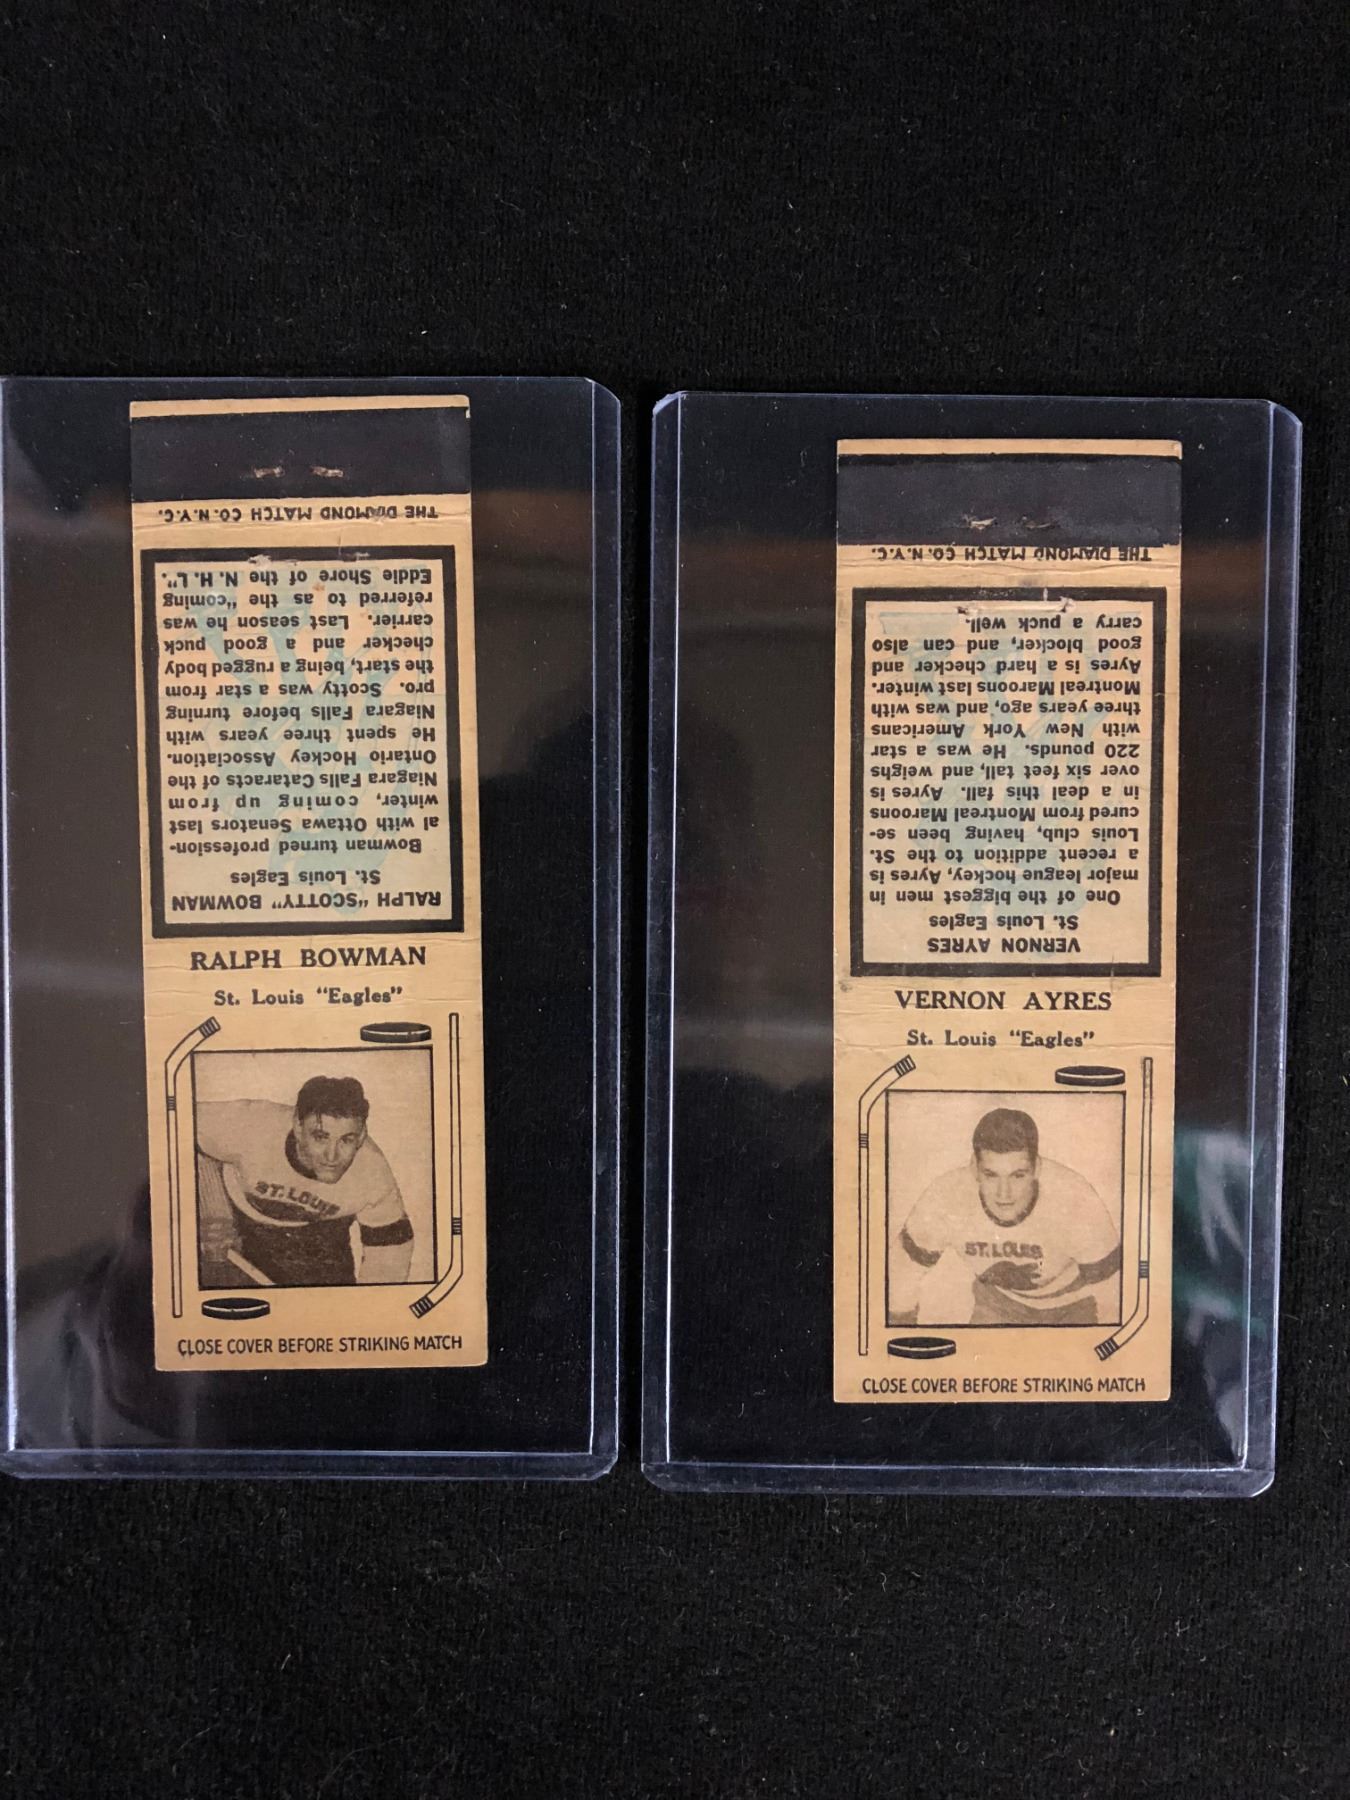 THE DIAMOND MATCH CO. N.Y.C.
RALPH "SCOTTY" BOWMAN
St. Louis Eagles
Bowman turned profession-
al with Ottawa Senators last
winter, coming up from
Niagara Falls Cataracts of the
Ontario Hockey Association.
He spent three years with
Niagara Falls before turning
pro. Scotty was a star from
the start, being a rugged body
checker and a good puck
carrier. Last season he was
referred to as the "coming
Eddie Shore of the N. H. L".
RALPH BOWMAN
St. Louis "Eagles"
ST. LOUIS
CLOSE COVER BEFORE STRIKING MATCH
THE DIAMOND MATCH CO. N.Y.C.
VERNON AYRES
St. Louis Eagles
One of the biggest men in
major league hockey, Ayres is
a recent addition to the St.
Louis club, having been se-
cured from Montreal Maroons
in a deal this fall. Ayres is
over six feet tall, and weighs
220 pounds. He was a star
with New York Americans
three years ago, and was with
Montreal Maroons last winter.
Ayres is a hard checker and
good blocker, and can also
carry a puck well.
VERNON AYRES
St. Louis "Eagles"
ST. LOUIS
CLOSE COVER BEFORE STRIKING MATCH